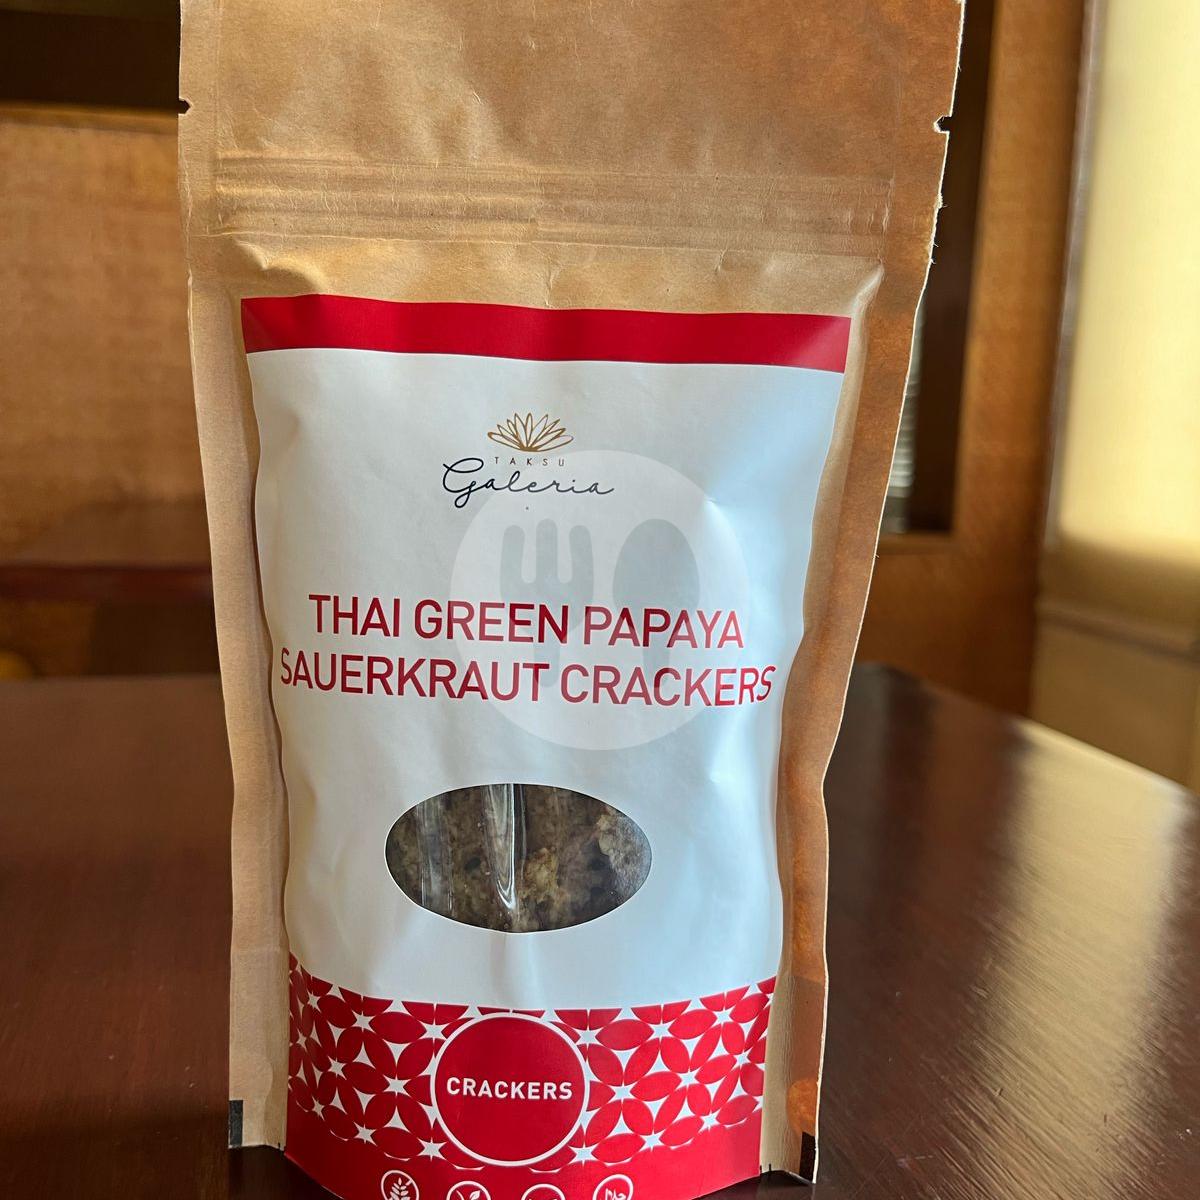 TAKSU
Galeria
THAI GREEN PAPAYA
SAUERKRAUT CRACKERS
CRACKERS